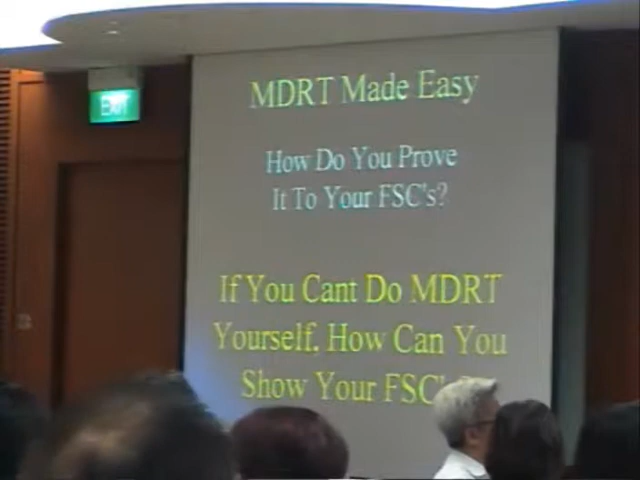 EXIT
MDRT Made Easy
How Do You Prove
It To Your FSC's?
If You Cant Do MDRT
Yourself, How Can You
Show Your FSC's